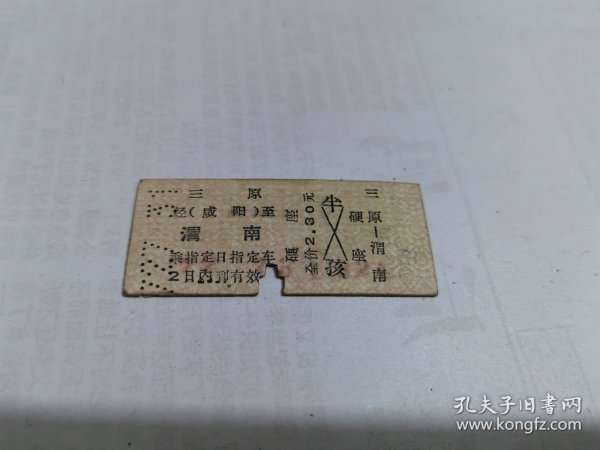 三原
经(咸阳)至
渭南
乘指定日指定车
2日内到有效
硬座
全价2.30元
半
孩
硬座
三原—渭南
孔夫子旧书网
www.kongfz.com